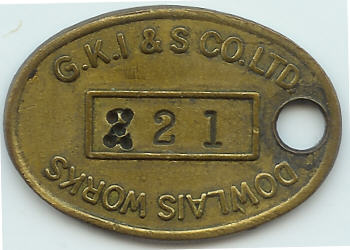 G.K.I & S CO. LTD.
21
DOWLAIS WORKS